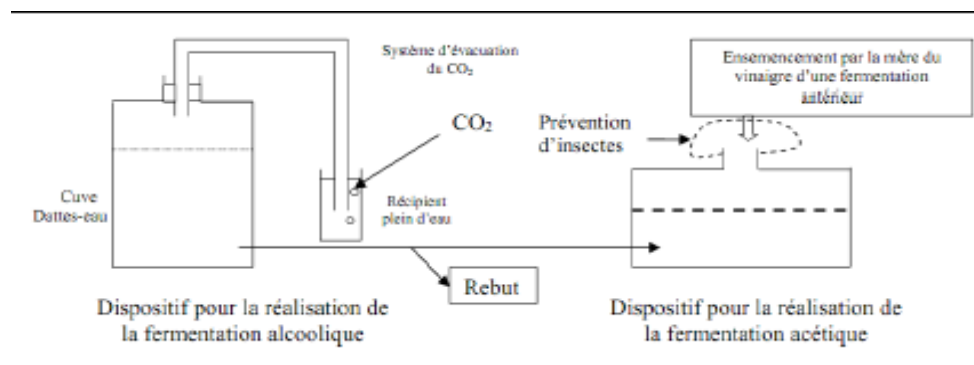 Système d'évacuation
du CO₂
Ensemencement par la mère du
vinaigre d'une fermentation
antérieur
CO₂
Prévention
d'insectes
Cuve
Dattes-eau
Récipient
plein d'eau
Rebut
Dispositif pour la réalisation de
la fermentation alcoolique
Dispositif pour la réalisation de
la fermentation acétique